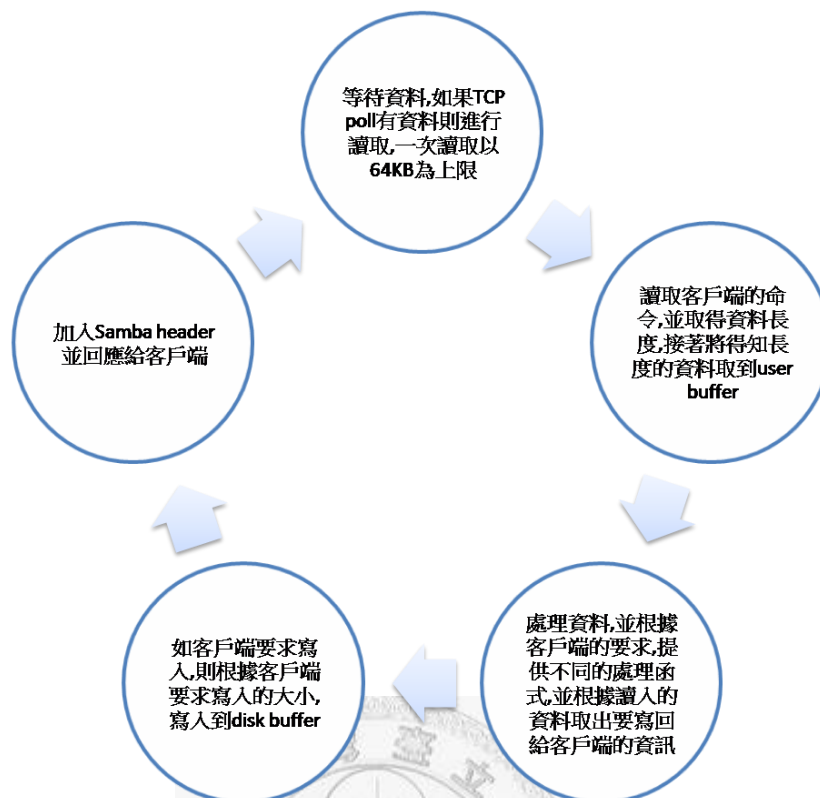 等待資料,如果TCP
poll有資料則進行
讀取,一次讀取以
64KB為上限
讀取客戶端的命
令,並取得資料長
度,接著將得知長
度的資料取到user
buffer
處理資料,並根據
客戶端的要求,提
供不同的處理函
式,並根據讀入的
資料取出要寫回
給客戶端的資訊
如客戶端要求寫
入,則根據客戶端
要求寫入的大小,
寫入到disk buffer
加入Samba header
並回應給客戶端